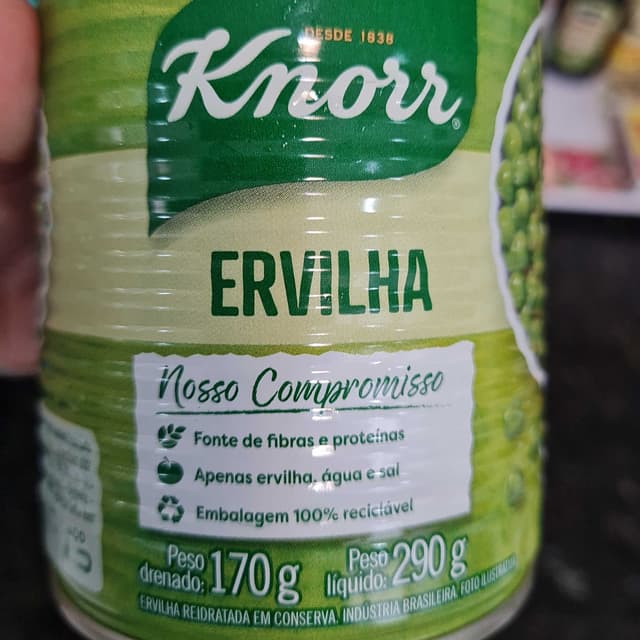 DESDE 1838
Knorr
ERVILHA
Nosso Compromisso
Fonte de fibras e proteínas
Apenas ervilha, água e sal
Embalagem 100% reciclável
Peso drenado: 170 g
Peso líquido: 290 g
ERVILHA REIDRATADA EM CONSERVA. INDÚSTRIA BRASILEIRA. FOTO